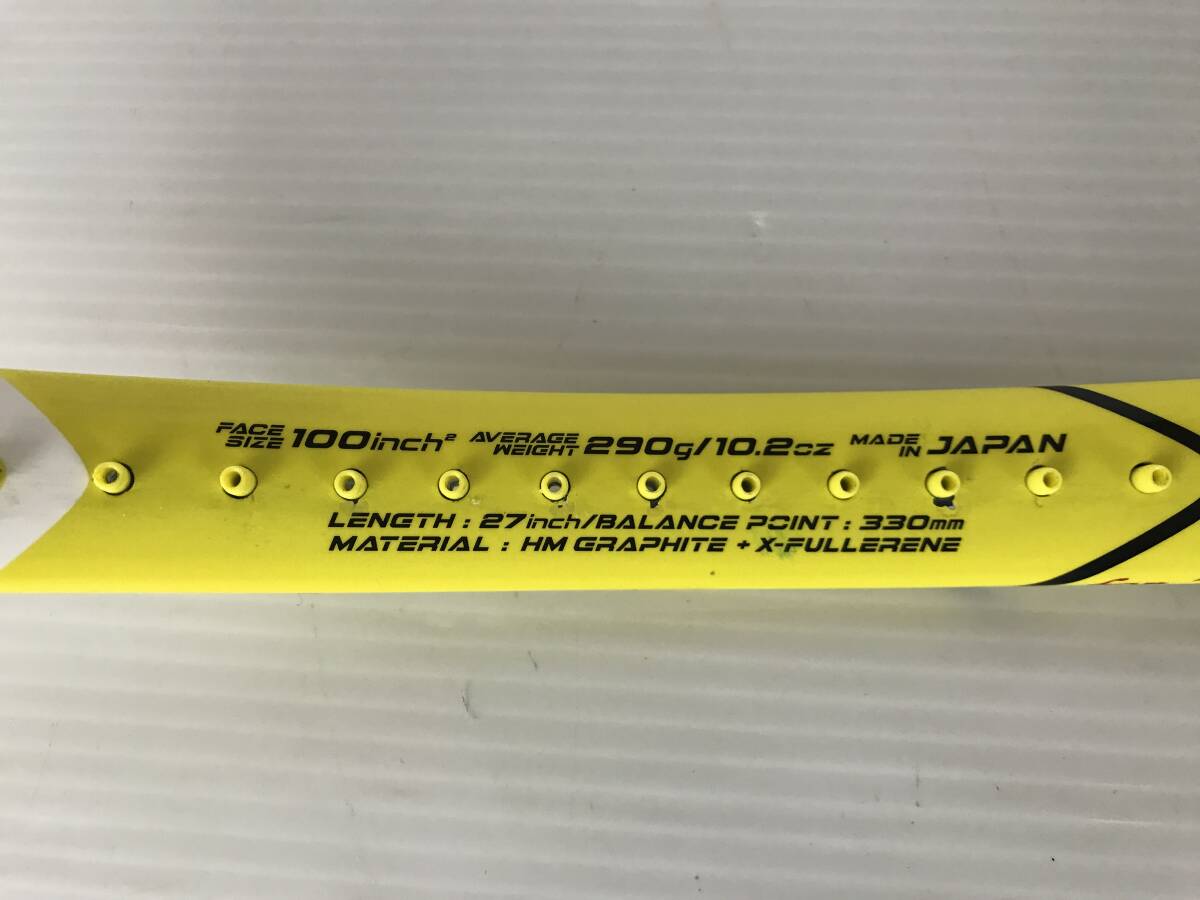 FACE SIZE 100inch² AVERAGE WEIGHT 290g/10.2oz MADE IN JAPAN
LENGTH : 27inch/BALANCE POINT : 330mm
MATERIAL : HM GRAPHITE + X-FULLERENE